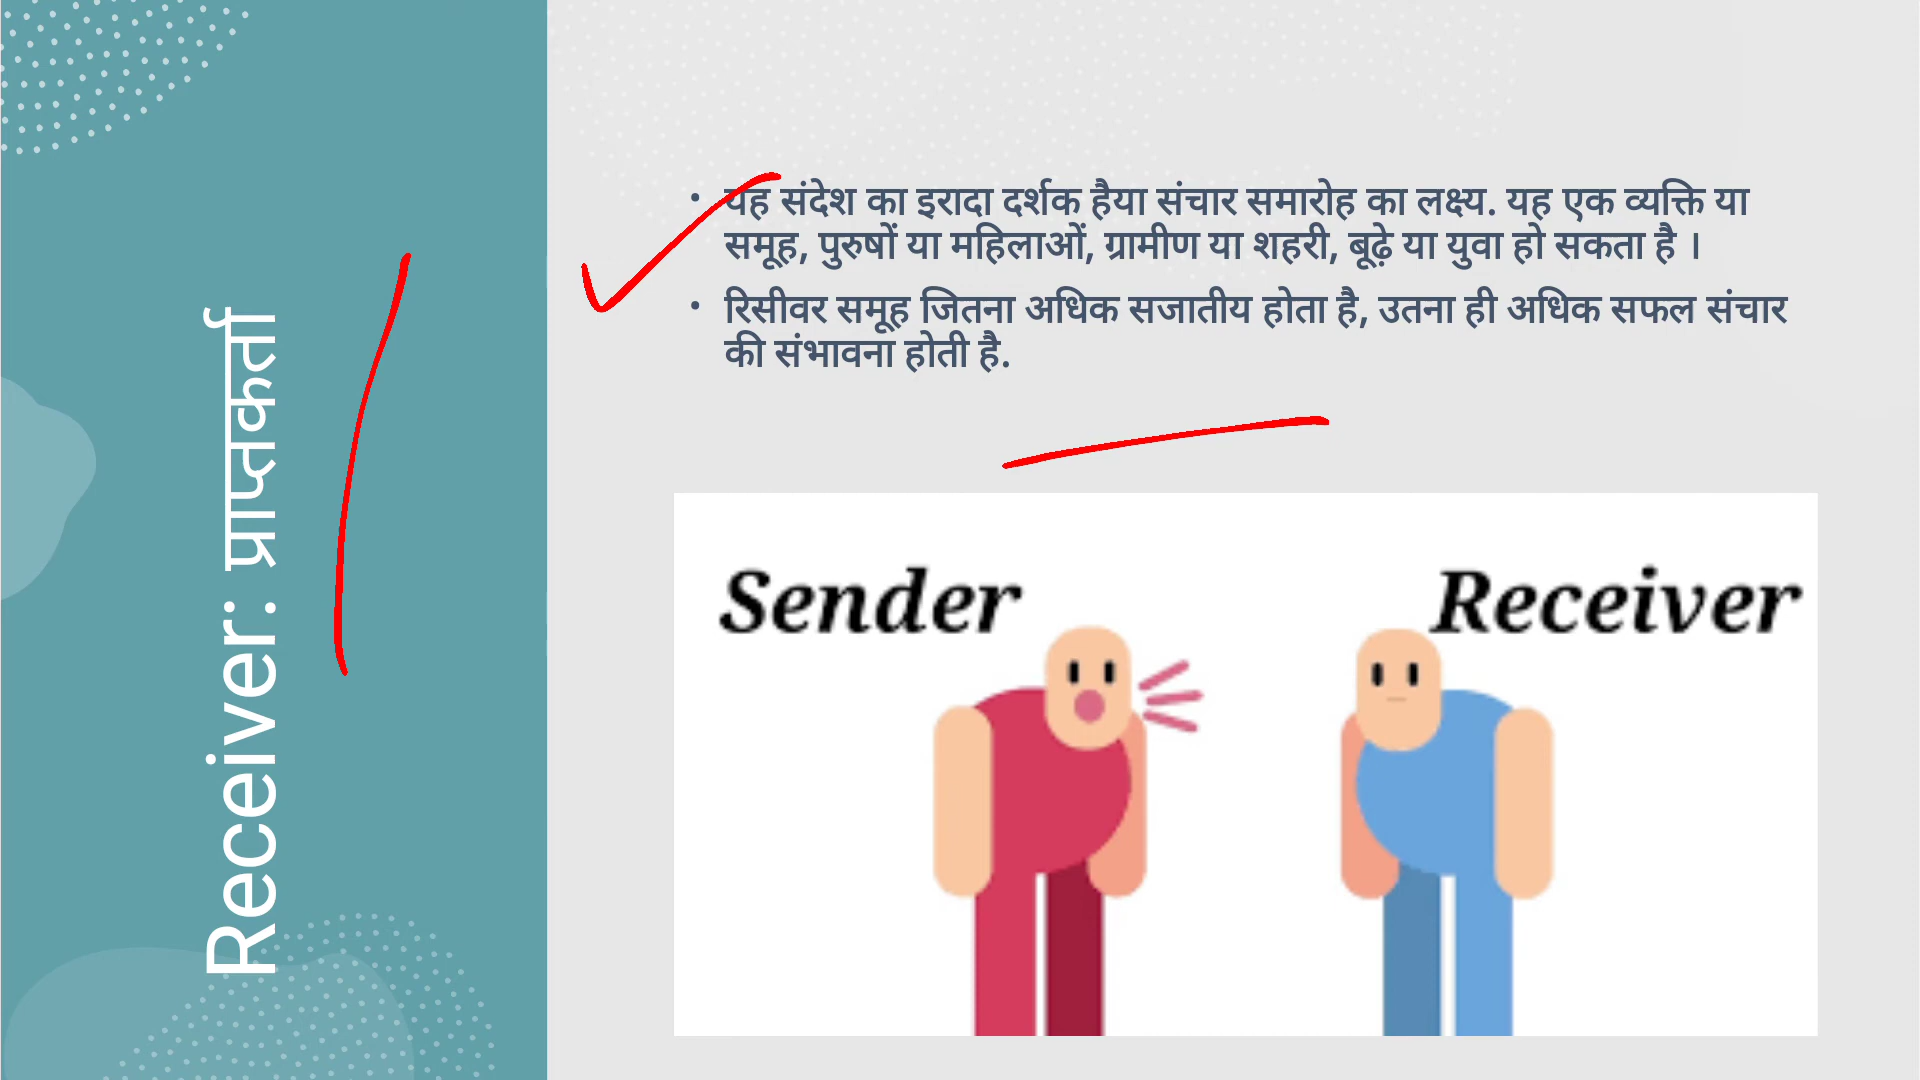 Receiver: प्राप्तकर्ता
• यह संदेश का इरादा दर्शक हैया संचार समारोह का लक्ष्य. यह एक व्यक्ति या
समूह, पुरुषों या महिलाओं, ग्रामीण या शहरी, बूढ़े या युवा हो सकता है ।
• रिसीवर समूह जितना अधिक सजातीय होता है, उतना ही अधिक सफल संचार
की संभावना होती है.
Sender
Receiver